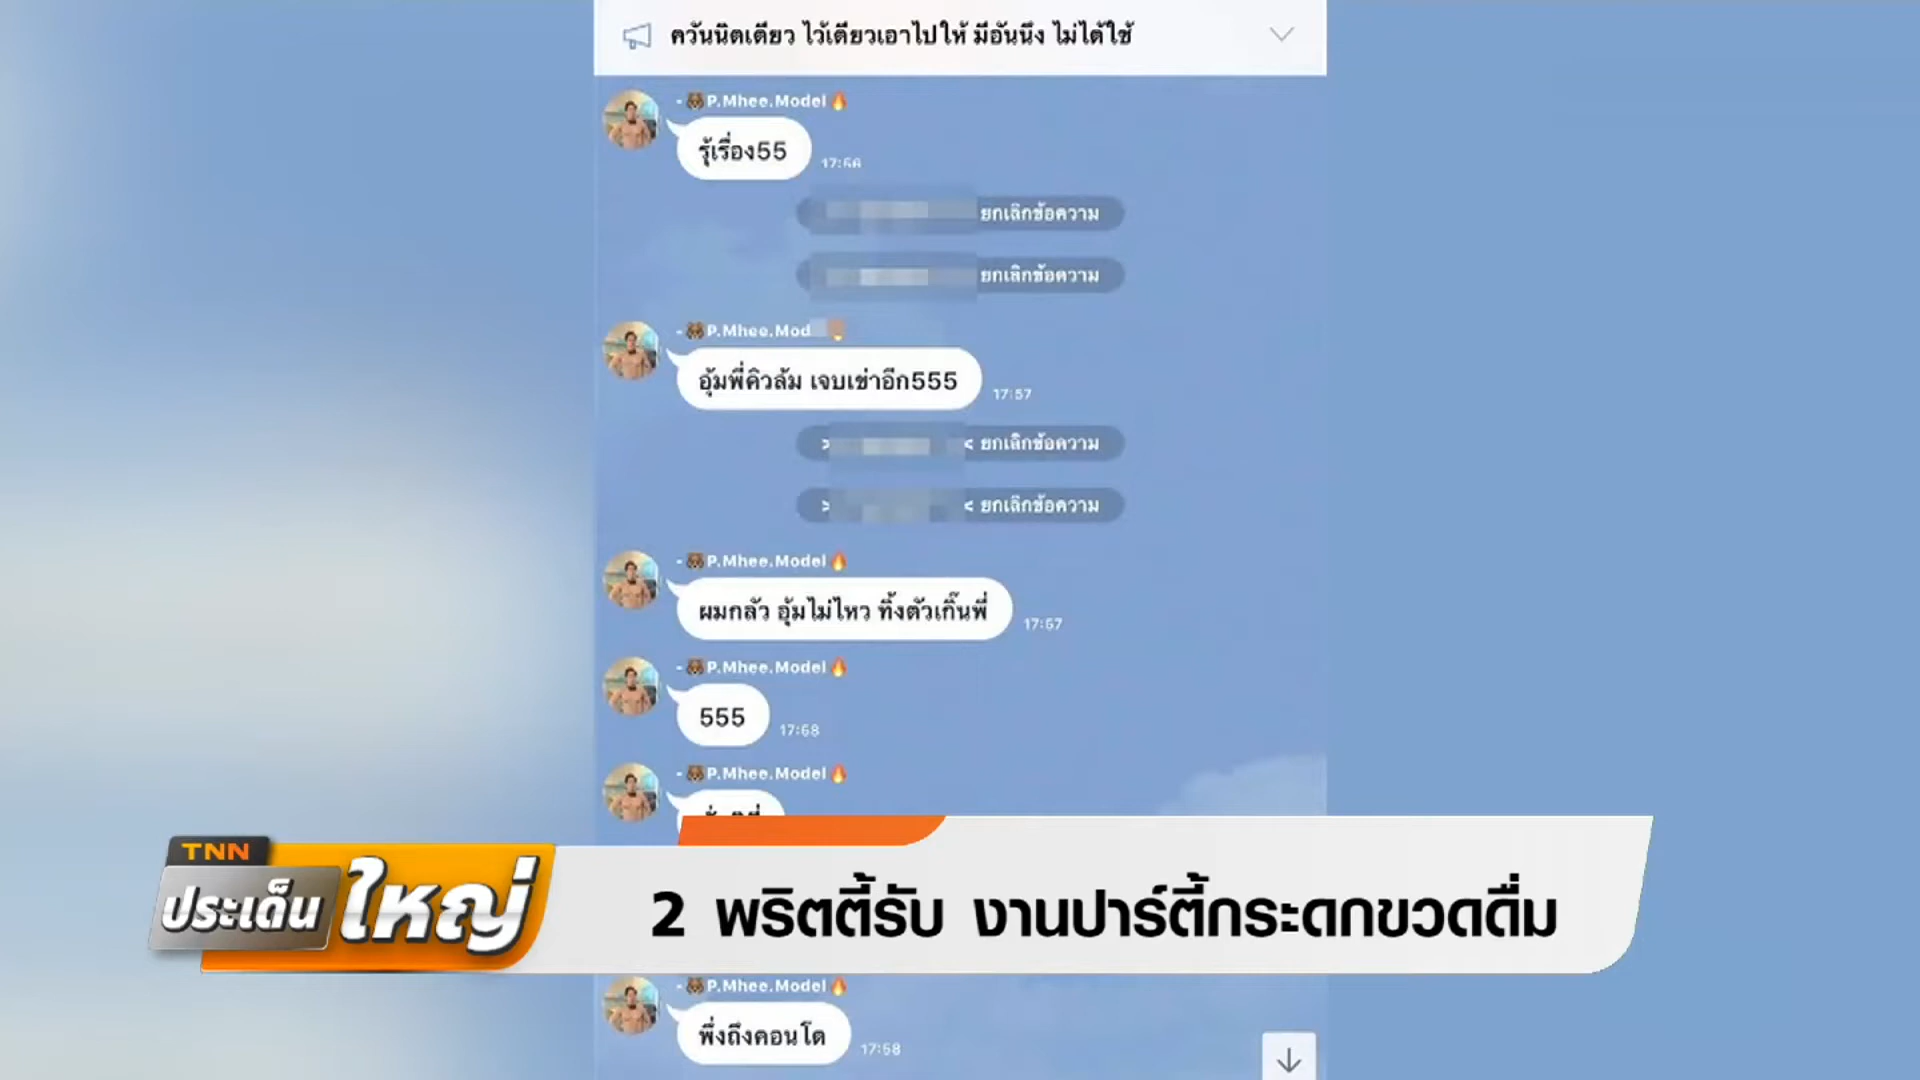 ควันนิดเดียว ไว้เดียวเอาไปให้ มีอันนึง ไม่ได้ใช้
- 🐻P.Mhee.Model🔥
รุ้เรื่อง55
17:56
ยกเลิกข้อความ
ยกเลิกข้อความ
- 🐻P.Mhee.Mod
อุ้มพี่คิวล้ม เจบเข่าอีก555
17:57
> < ยกเลิกข้อความ
> < ยกเลิกข้อความ
- 🐻P.Mhee.Model🔥
ผมกลัว อุ้มไม่ไหว ทิ้งตัวเกิ๊นพี่
17:57
- 🐻P.Mhee.Model🔥
555
17:58
- 🐻P.Mhee.Model🔥
TNN
ประเด็นใหญ่
2 พริตตี้รับ งานปาร์ตี้กระดกขวดดื่ม
- 🐻P.Mhee.Model🔥
พึ่งถึงคอนโด
17:58